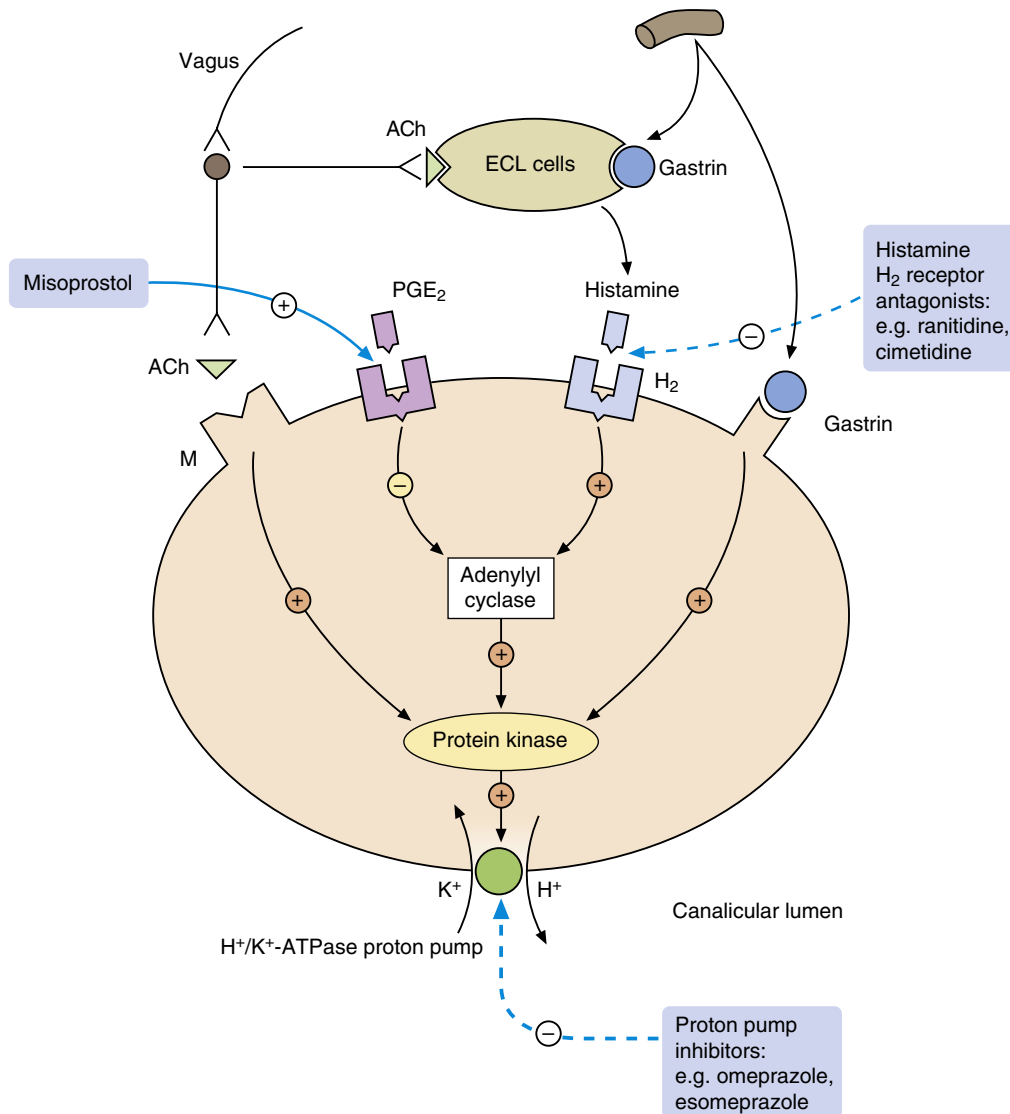 Vagus
ACh
ECL cells
Gastrin
Misoprostol
PGE₂
Histamine
Histamine
H₂ receptor
antagonists:
e.g. ranitidine,
cimetidine
+
−
ACh
H₂
Gastrin
M
−
+
Adenylyl
cyclase
+
+
+
Protein kinase
+
K⁺
H⁺
Canalicular lumen
H⁺/K⁺-ATPase proton pump
−
Proton pump
inhibitors:
e.g. omeprazole,
esomeprazole